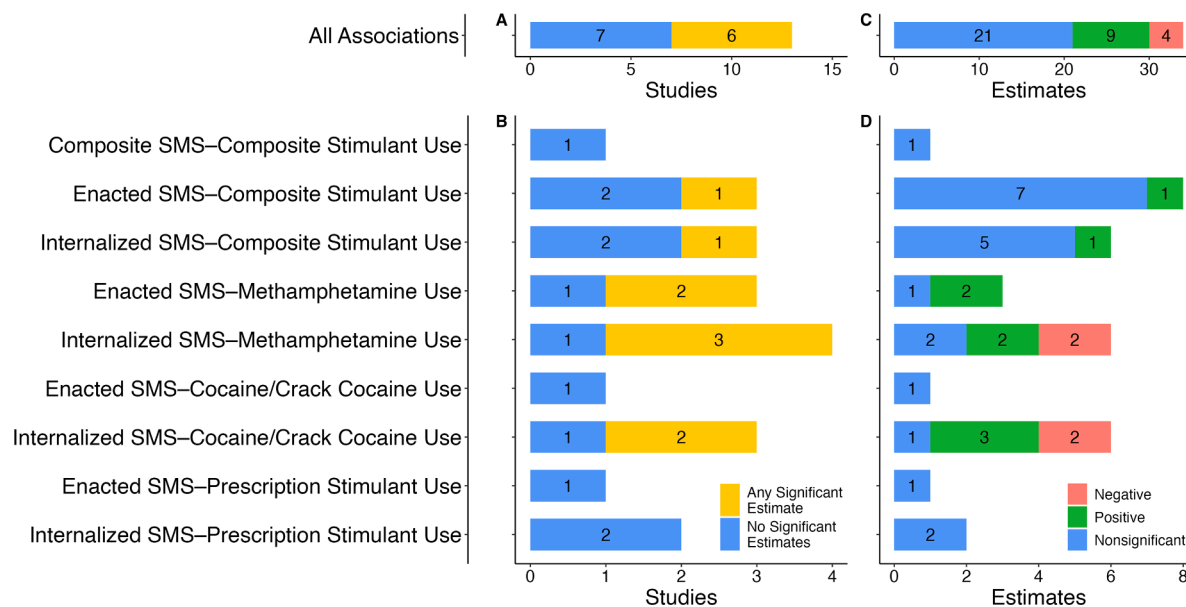 All Associations
A
7 6
0 5 10 15
Studies
C
21 9 4
0 10 20 30
Estimates
B
D
Composite SMS–Composite Stimulant Use 1 1
Enacted SMS–Composite Stimulant Use 2 1 7 1
Internalized SMS–Composite Stimulant Use 2 1 5 1
Enacted SMS–Methamphetamine Use 1 2 1 2
Internalized SMS–Methamphetamine Use 1 3 2 2 2
Enacted SMS–Cocaine/Crack Cocaine Use 1 1
Internalized SMS–Cocaine/Crack Cocaine Use 1 2 1 3 2
Enacted SMS–Prescription Stimulant Use 1 1
Internalized SMS–Prescription Stimulant Use 2 2
Any Significant
Estimate
No Significant
Estimates
Negative
Positive
Nonsignificant
0 1 2 3 4
Studies
0 2 4 6 8
Estimates